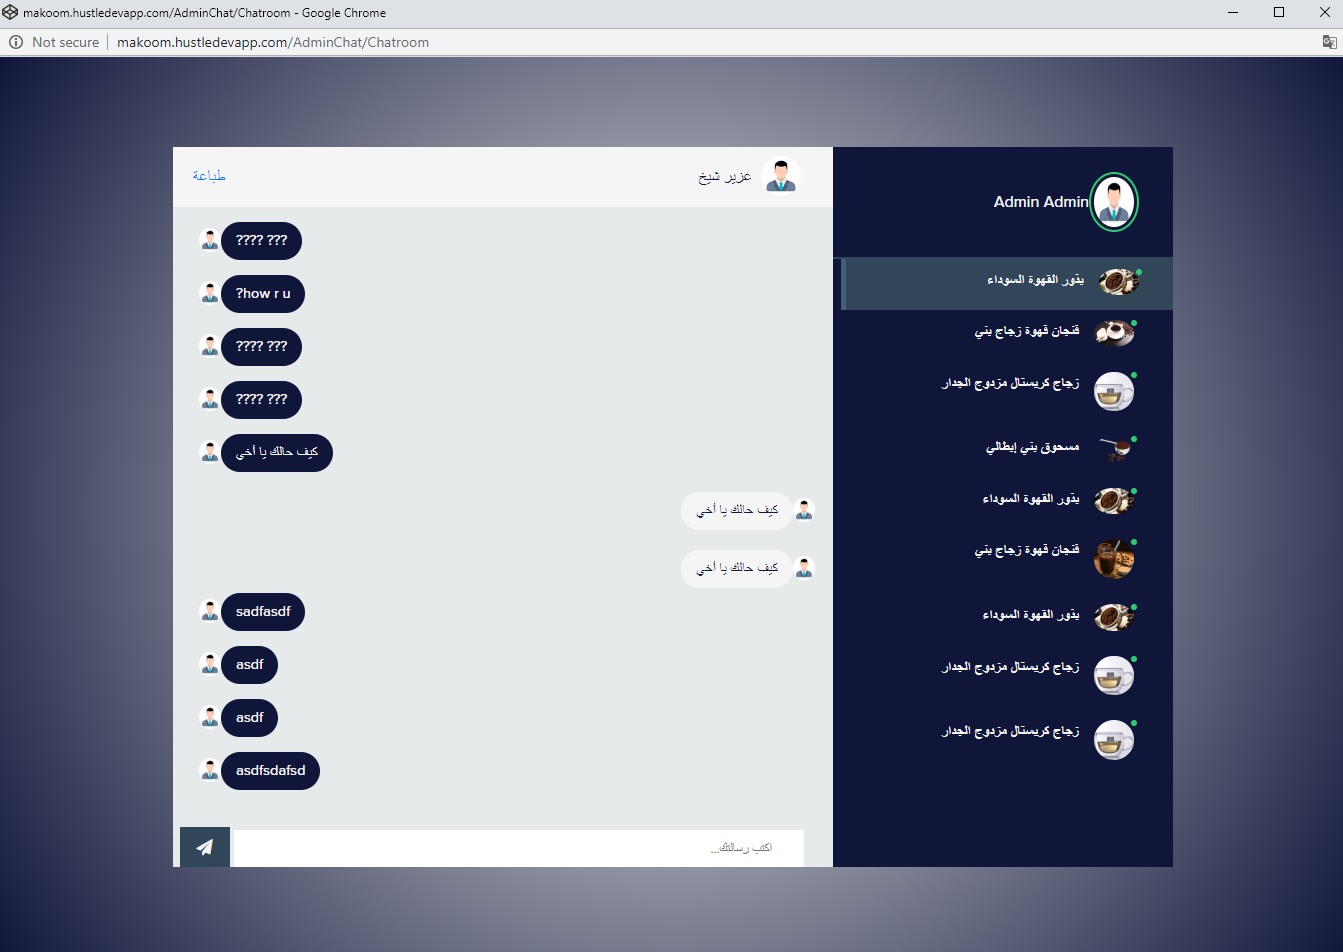 makoom.hustledevapp.com/AdminChat/Chatroom - Google Chrome
Not secure | makoom.hustledevapp.com/AdminChat/Chatroom
عزير شيخ
طباعة
???? ???
?how r u
???? ???
???? ???
كيف حالك يا أخي
كيف حالك يا أخي
كيف حالك يا أخي
sadfasdf
asdf
asdf
asdfsdafsd
اكتب رسالتك...
Admin Admin
بذور القهوة السوداء
فنجان قهوة زجاج بني
زجاج كريستال مزدوج الجدار
مسحوق بني إيطالي
بذور القهوة السوداء
فنجان قهوة زجاج بني
بذور القهوة السوداء
زجاج كريستال مزدوج الجدار
زجاج كريستال مزدوج الجدار